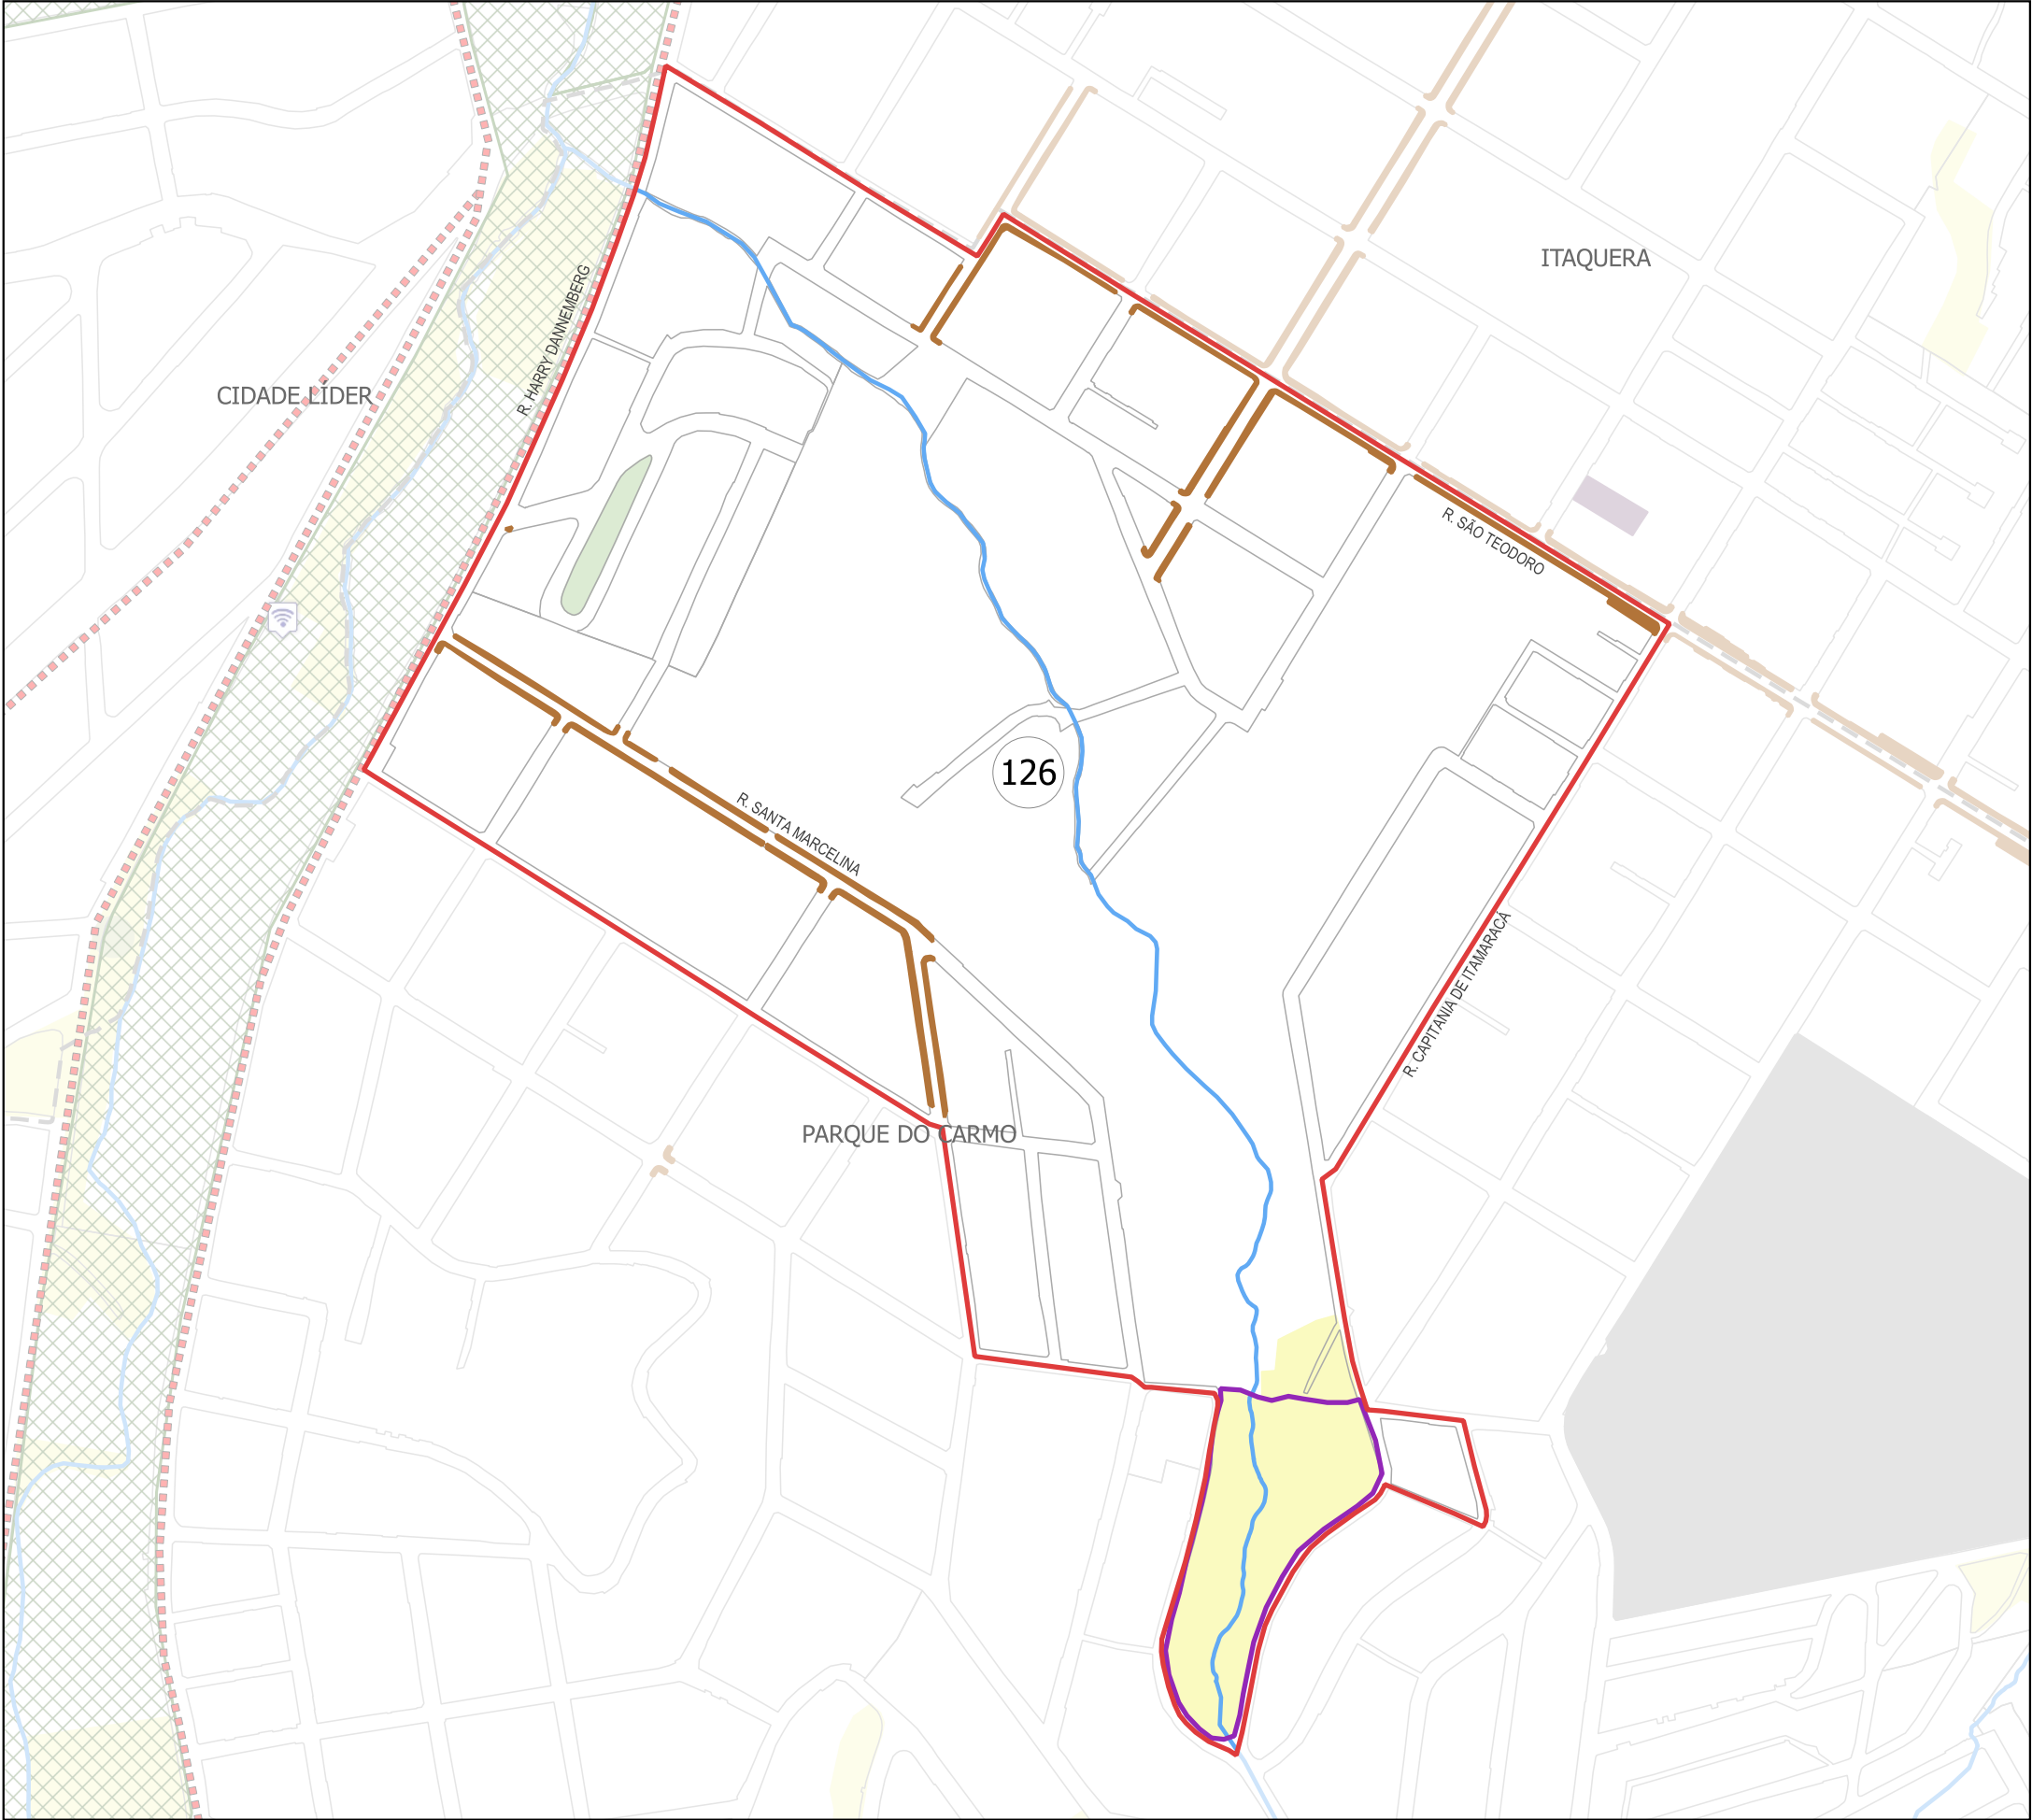 ITAQUERA
R. HARRY DANNEMBERG
CIDADE LÍDER
R. SÃO TEODORO
126
R. SANTA MARCELINA
R. CAPITANIA DE ITAMARACÁ
PARQUE DO CARMO